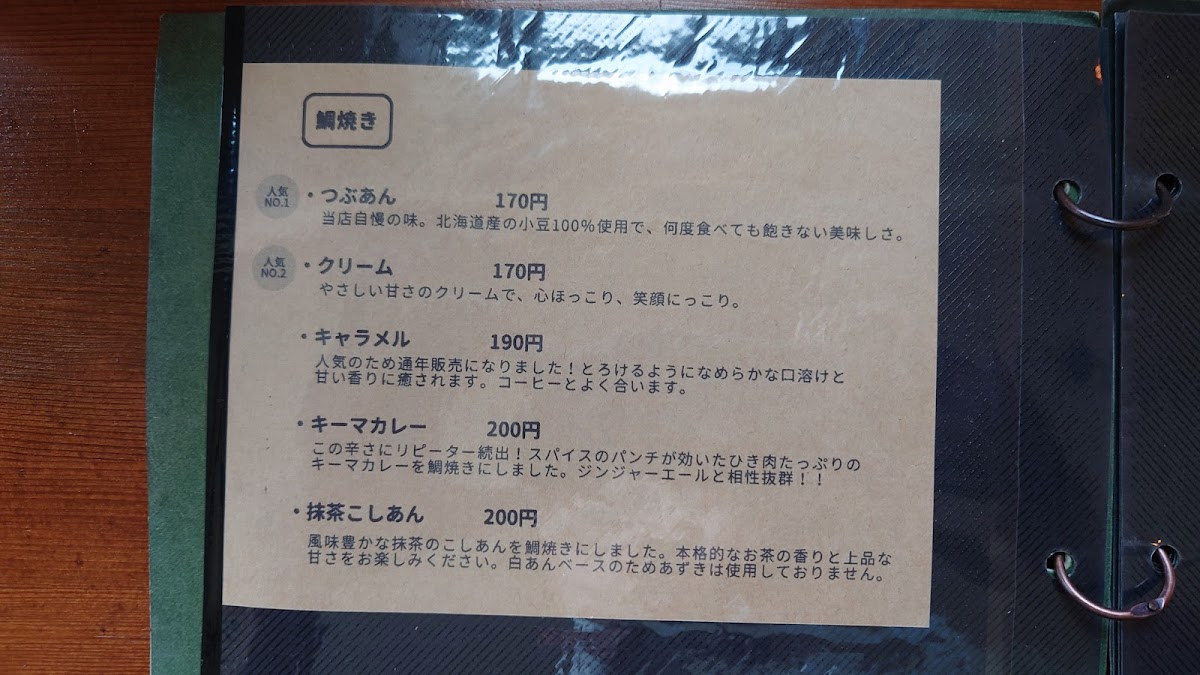 鯛焼き
人気
NO.1
・つぶあん 170円
当店自慢の味。北海道産の小豆100%使用で、何度食べても飽きない美味しさ。
人気
NO.2
・クリーム 170円
やさしい甘さのクリームで、心ほっこり、笑顔にっこり。
・キャラメル 190円
人気のため通年販売になりました！とろけるようになめらかな口溶けと
甘い香りに癒されます。コーヒーとよく合います。
・キーマカレー 200円
この辛さにリピーター続出！スパイスのパンチが効いたひき肉たっぷりの
キーマカレーを鯛焼きにしました。ジンジャーエールと相性抜群！！
・抹茶こしあん 200円
風味豊かな抹茶のこしあんを鯛焼きにしました。本格的なお茶の香りと上品な
甘さをお楽しみください。白あんベースのためあずきは使用しておりません。